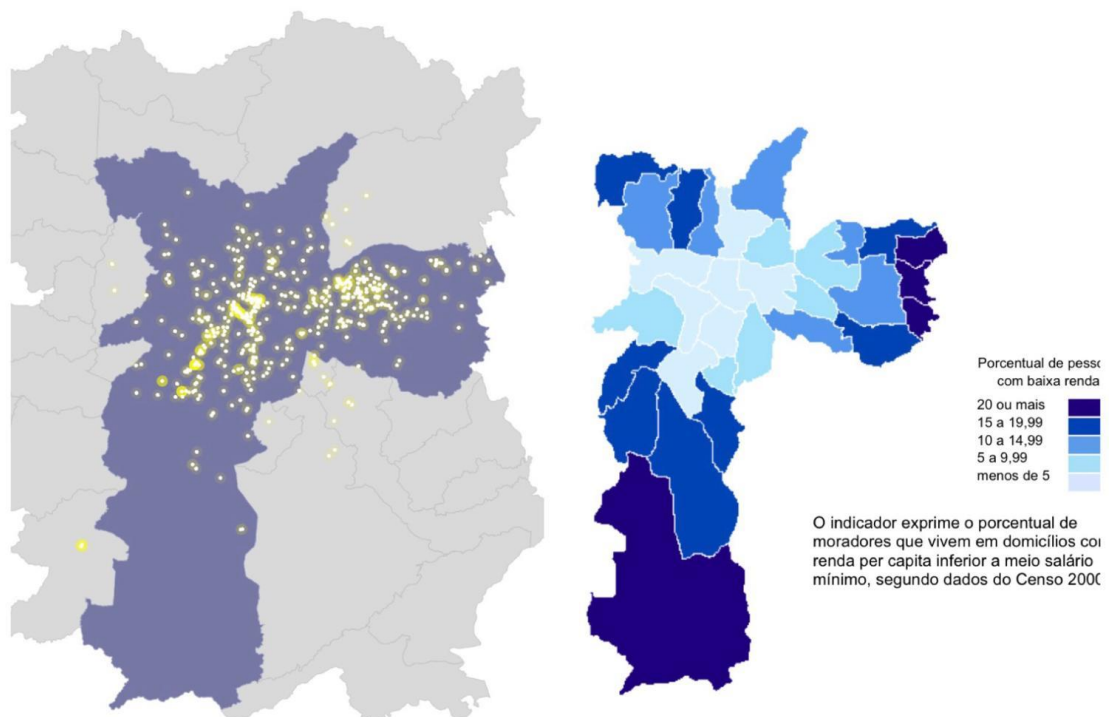 Porcentual de
com baixa renda
20 ou mais
15 a 19,99
10 a 14,99
5 a 9,99
menos de 5
O indicador exprime o porcentual de
moradores que vivem em domicílios
renda per capita inferior a meio salário
mínimo, segundo dados do Censo 2000